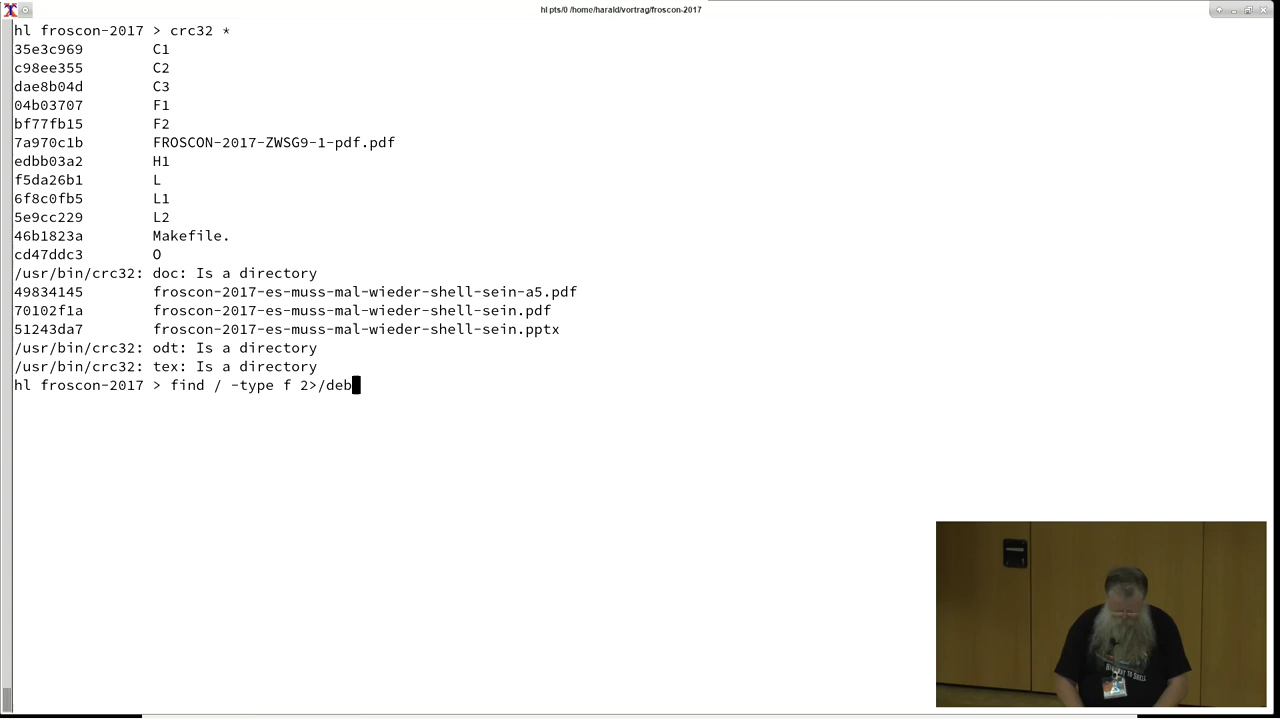 hl pts/0 /home/harald/vortrag/froscon-2017
hl froscon-2017 > crc32 *
35e3c969 C1
c98ee355 C2
dae8b04d C3
04b03707 F1
bf77fb15 F2
7a970c1b FROSCON-2017-ZWSG9-1-pdf.pdf
edbb03a2 H1
f5da26b1 L
6f8c0fb5 L1
5e9cc229 L2
46b1823a Makefile.
cd47ddc3 O
/usr/bin/crc32: doc: Is a directory
49834145 froscon-2017-es-muss-mal-wieder-shell-sein-a5.pdf
70102f1a froscon-2017-es-muss-mal-wieder-shell-sein.pdf
51243da7 froscon-2017-es-muss-mal-wieder-shell-sein.pptx
/usr/bin/crc32: odt: Is a directory
/usr/bin/crc32: tex: Is a directory
hl froscon-2017 > find / -type f 2>/deb